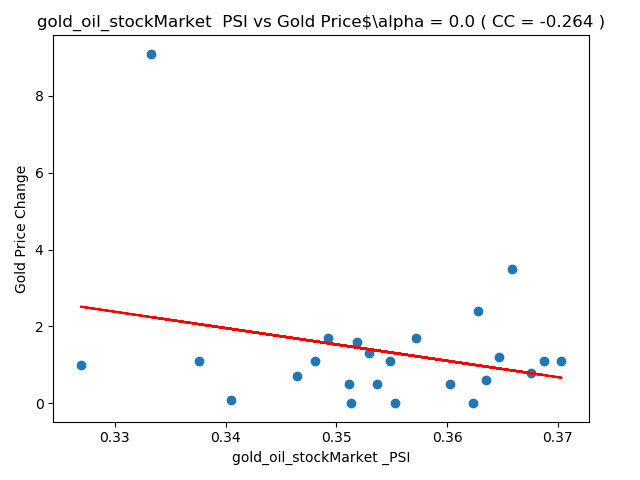 gold_oil_stockMarket  PSI vs Gold Price$\alpha = 0.0 ( CC = -0.264 )
Gold Price Change
8
6
4
2
0
0.33 0.34 0.35 0.36 0.37
gold_oil_stockMarket _PSI